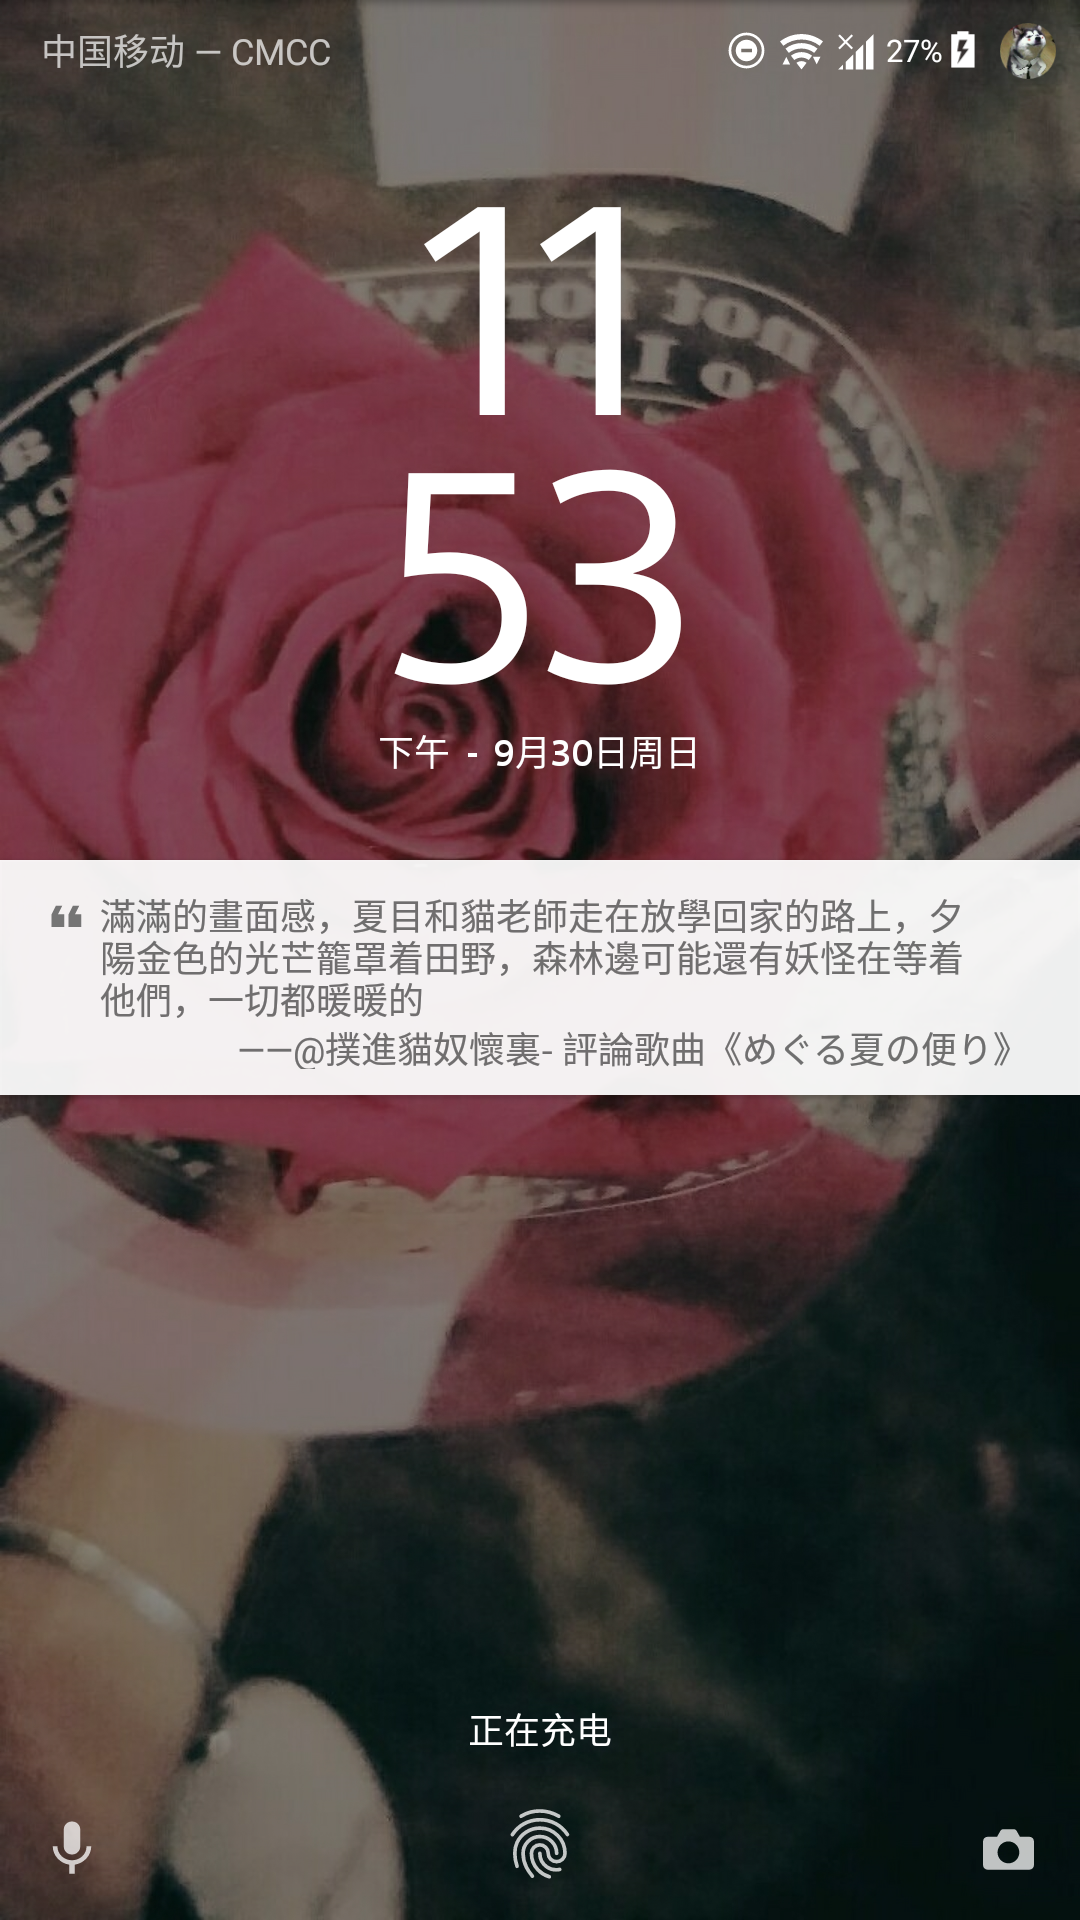 中国移动 — CMCC
27%
11
53
下午 - 9月30日周日
滿滿的畫面感，夏目和貓老師走在放學回家的路上，夕
陽金色的光芒籠罩着田野，森林邊可能還有妖怪在等着
他們，一切都暖暖的
——@撲進貓奴懷裏- 評論歌曲《めぐる夏の便り》
正在充电